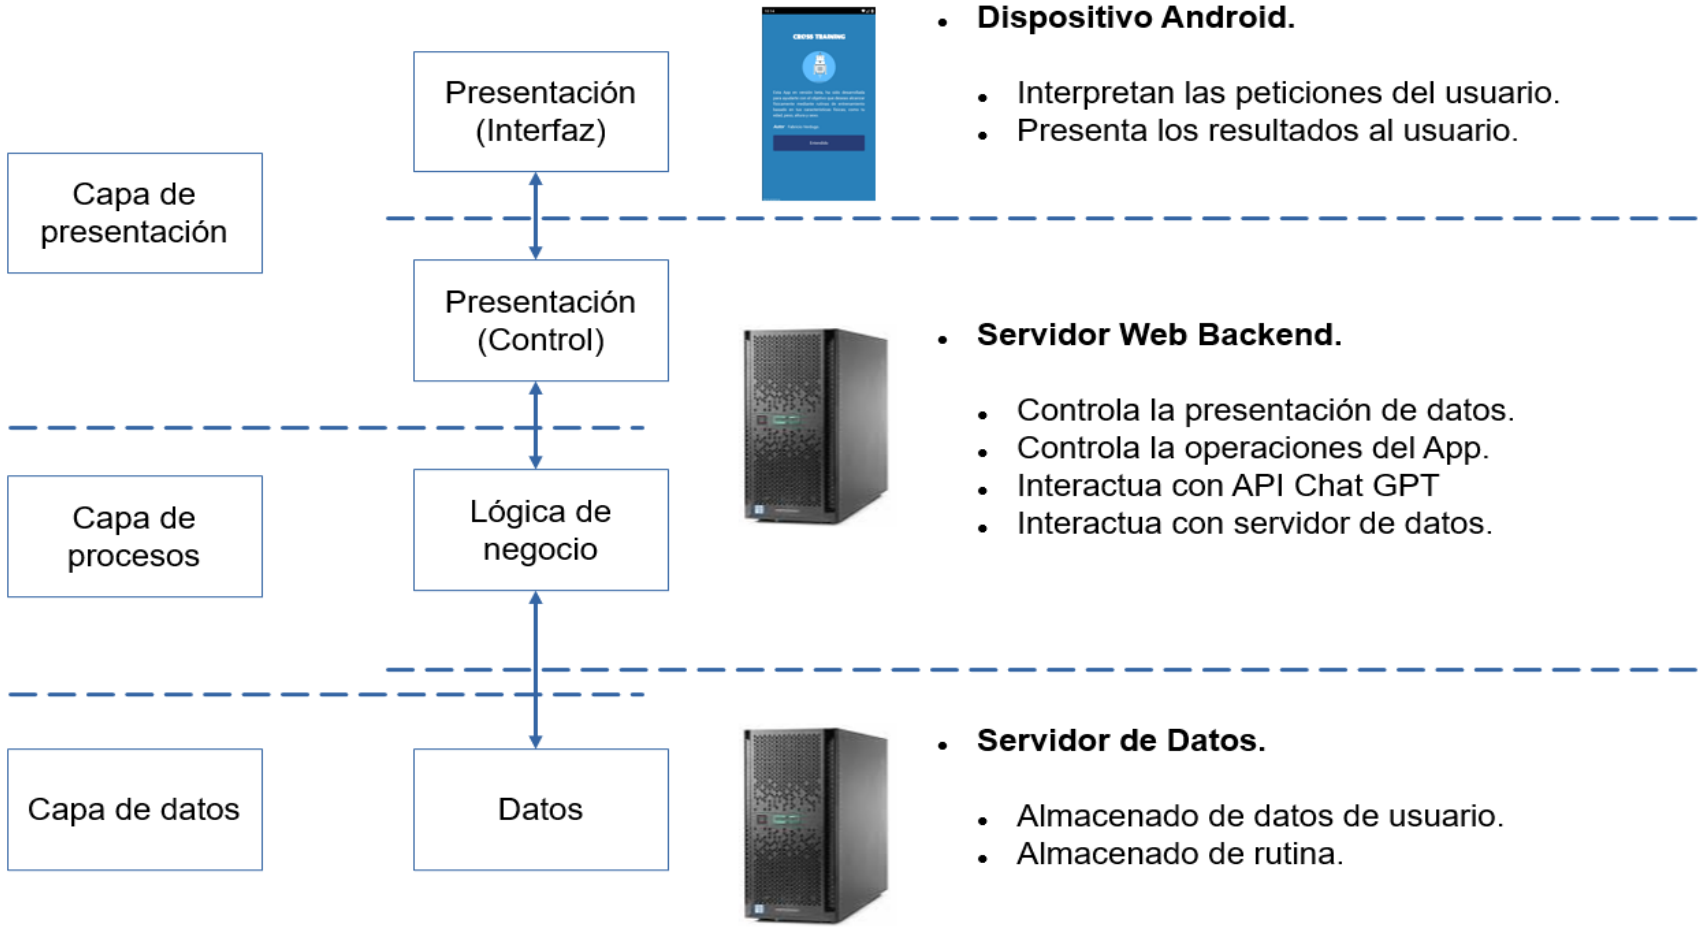 Capa de
presentación
Capa de
procesos
Capa de datos
Presentación
(Interfaz)
Presentación
(Control)
Lógica de
negocio
Datos
CROSS TRAINING
Entendido
Dispositivo Android.
Interpretan las peticiones del usuario.
Presenta los resultados al usuario.
Servidor Web Backend.
Controla la presentación de datos.
Controla la operaciones del App.
Interactua con API Chat GPT
Interactua con servidor de datos.
Servidor de Datos.
Almacenado de datos de usuario.
Almacenado de rutina.